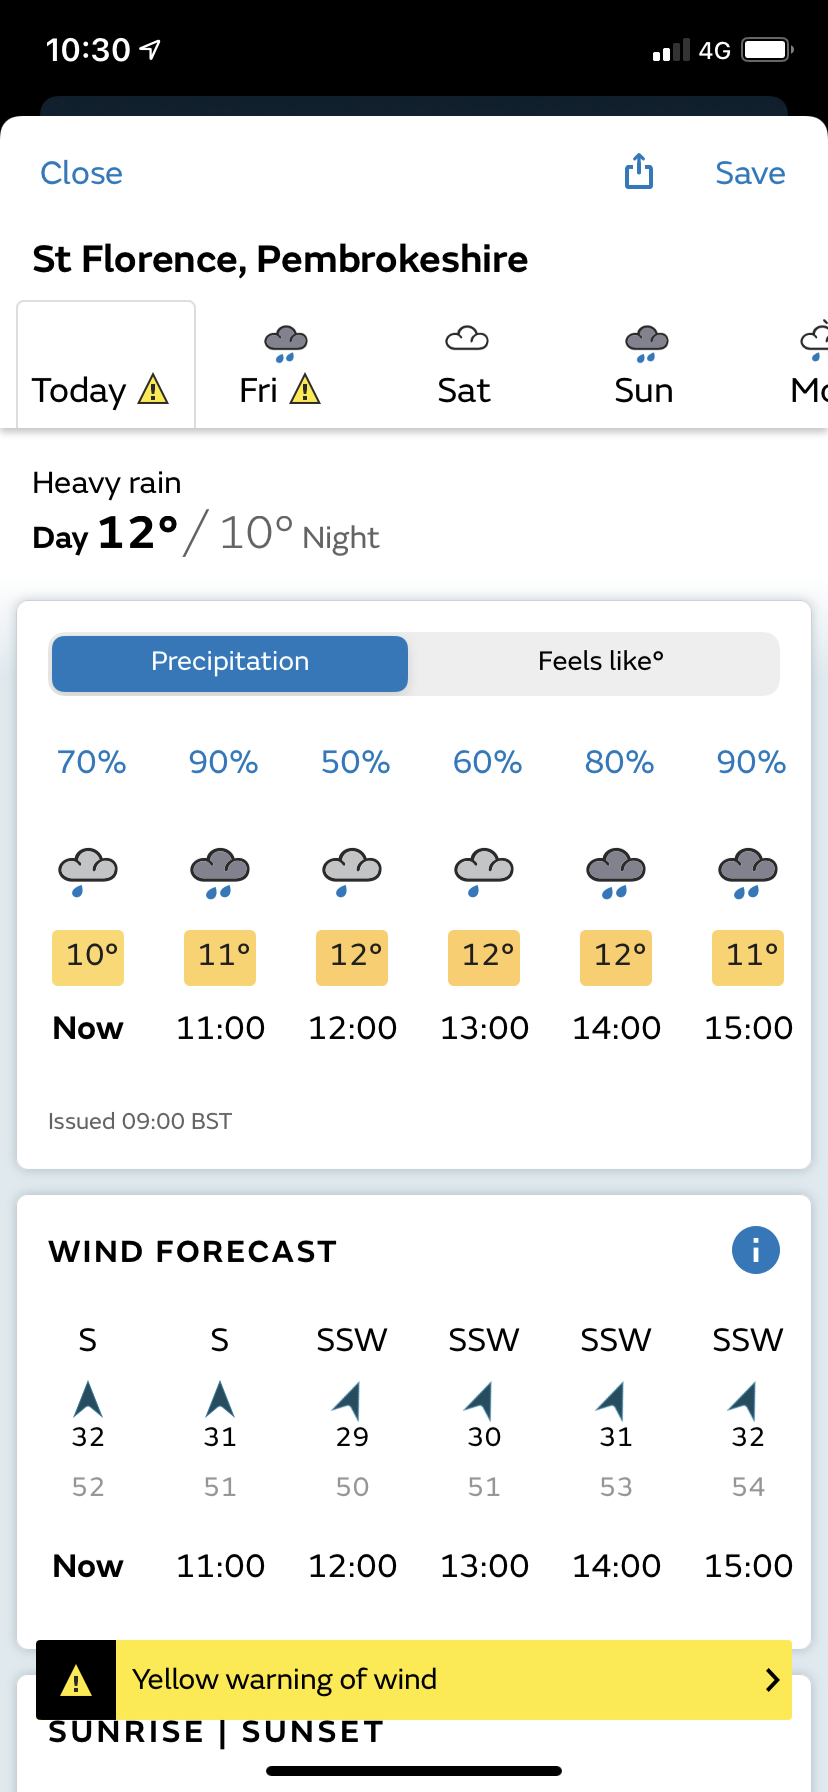 10:30 4G
Close Save
St Florence, Pembrokeshire
Today Fri Sat Sun
Heavy rain
Day 12° / 10° Night
Precipitation Feels like°
70% 90% 50% 60% 80% 90%
10° 11° 12° 12° 12° 11°
Now 11:00 12:00 13:00 14:00 15:00
Issued 09:00 BST
WIND FORECAST i
S S SSW SSW SSW SSW
32 31 29 30 31 32
52 51 50 51 53 54
Now 11:00 12:00 13:00 14:00 15:00
Yellow warning of wind
SUNRISE | SUNSET